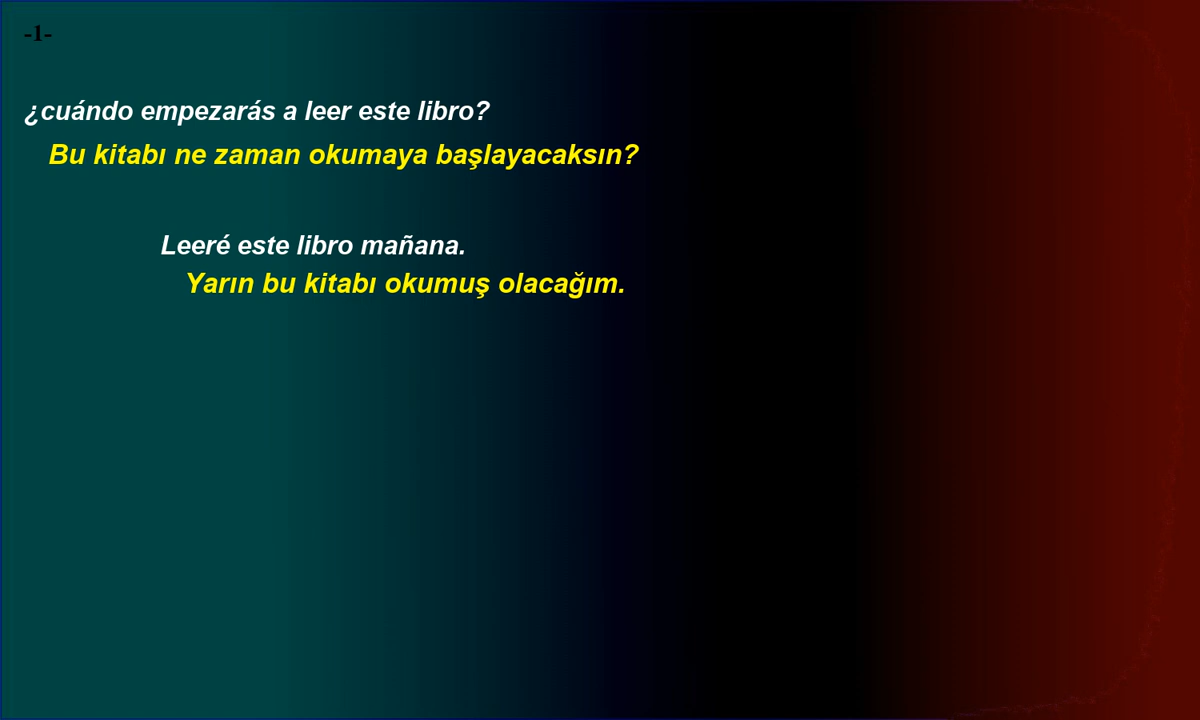 -1-
¿cuándo empezarás a leer este libro?
Bu kitabı ne zaman okumaya başlayacaksın?
Leeré este libro mañana.
Yarın bu kitabı okumuş olacağım.